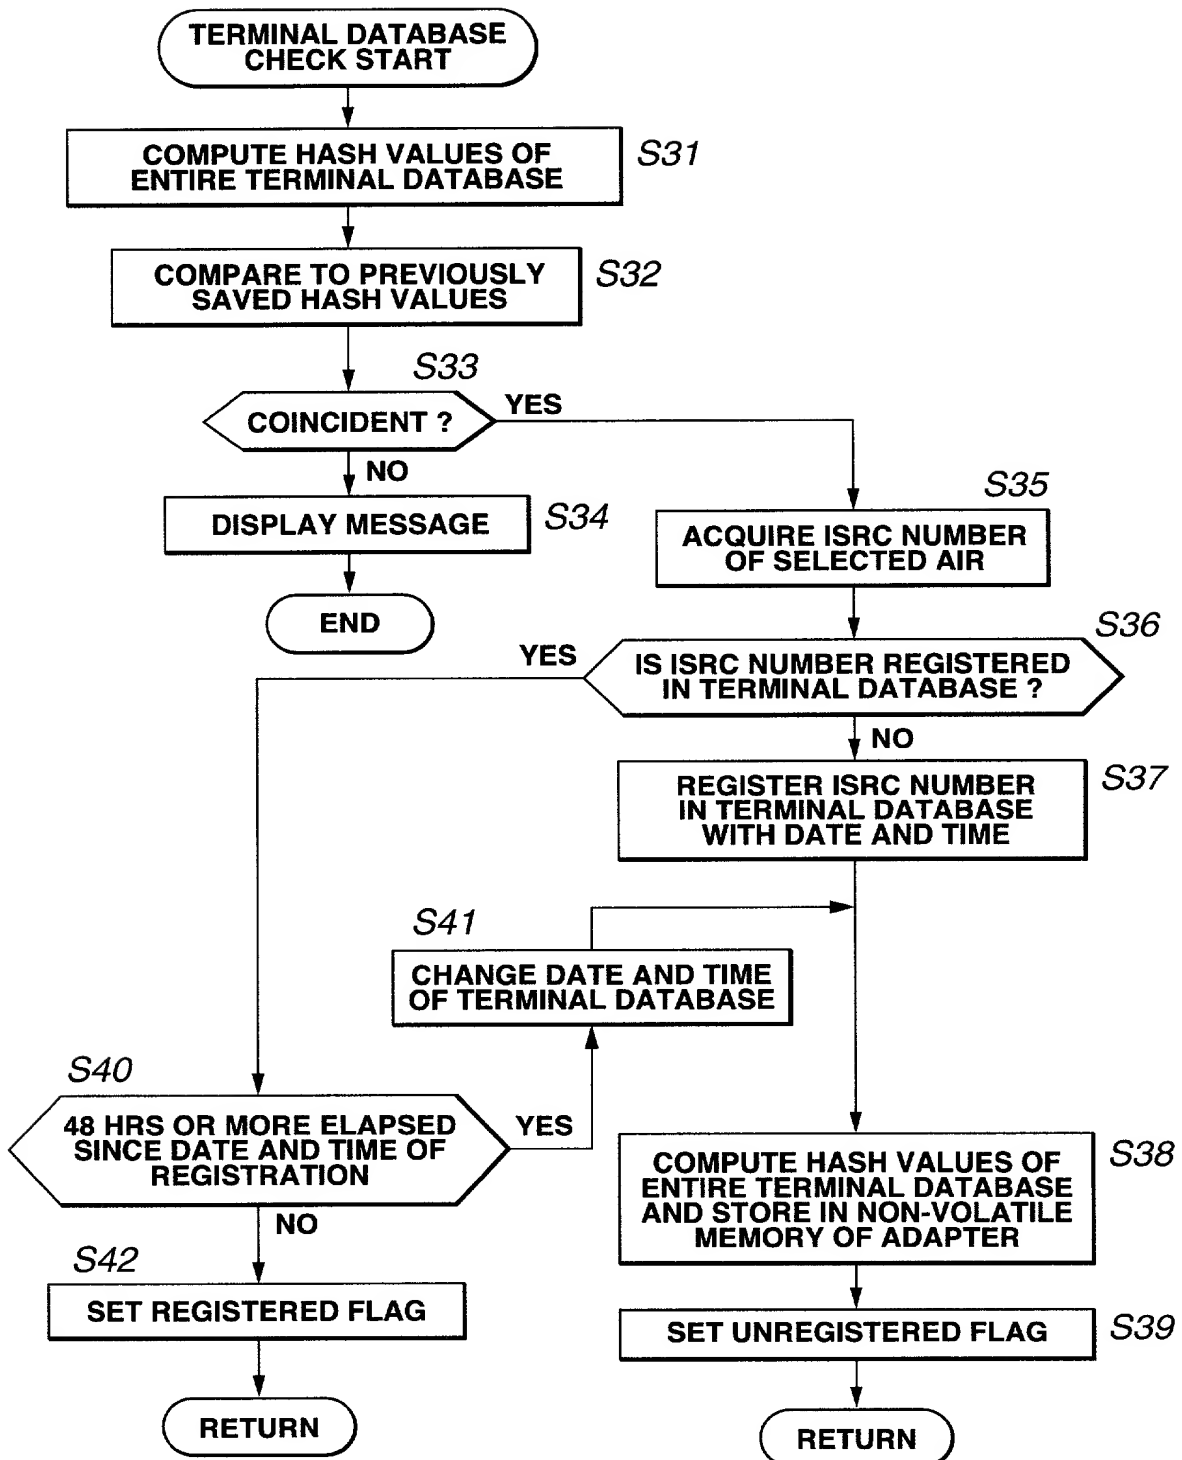 TERMINAL DATABASE
CHECK START
COMPUTE HASH VALUES OF
ENTIRE TERMINAL DATABASE
S31
COMPARE TO PREVIOUSLY
SAVED HASH VALUES
S32
S33
COINCIDENT ?
YES
NO
DISPLAY MESSAGE
S34
END
S35
ACQUIRE ISRC NUMBER
OF SELECTED AIR
S36
YES
IS ISRC NUMBER REGISTERED
IN TERMINAL DATABASE ?
NO
REGISTER ISRC NUMBER
IN TERMINAL DATABASE
WITH DATE AND TIME
S37
S41
CHANGE DATE AND TIME
OF TERMINAL DATABASE
S40
48 HRS OR MORE ELAPSED
SINCE DATE AND TIME OF
REGISTRATION
YES
NO
COMPUTE HASH VALUES OF
ENTIRE TERMINAL DATABASE
AND STORE IN NON-VOLATILE
MEMORY OF ADAPTER
S38
S42
SET REGISTERED FLAG
SET UNREGISTERED FLAG
S39
RETURN
RETURN